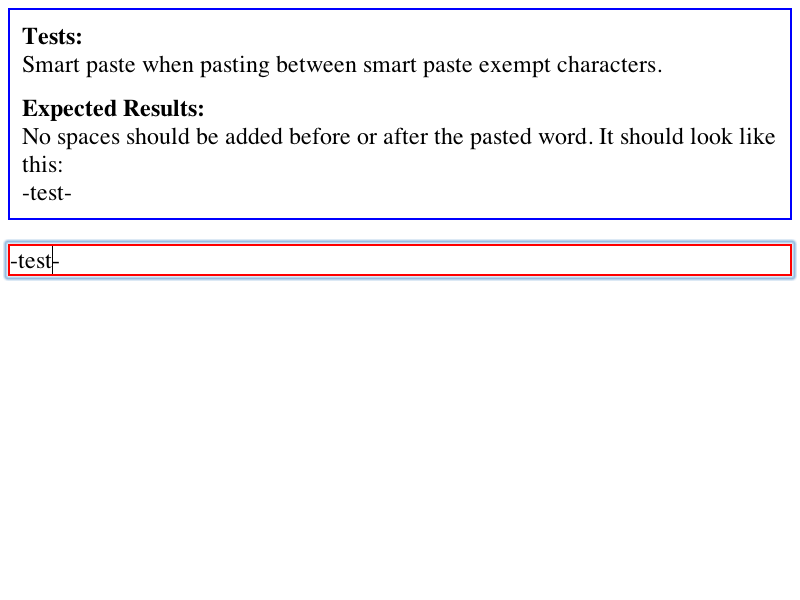 Tests:
Smart paste when pasting between smart paste exempt characters.
Expected Results:
No spaces should be added before or after the pasted word. It should look like
this:
-test-
-test-